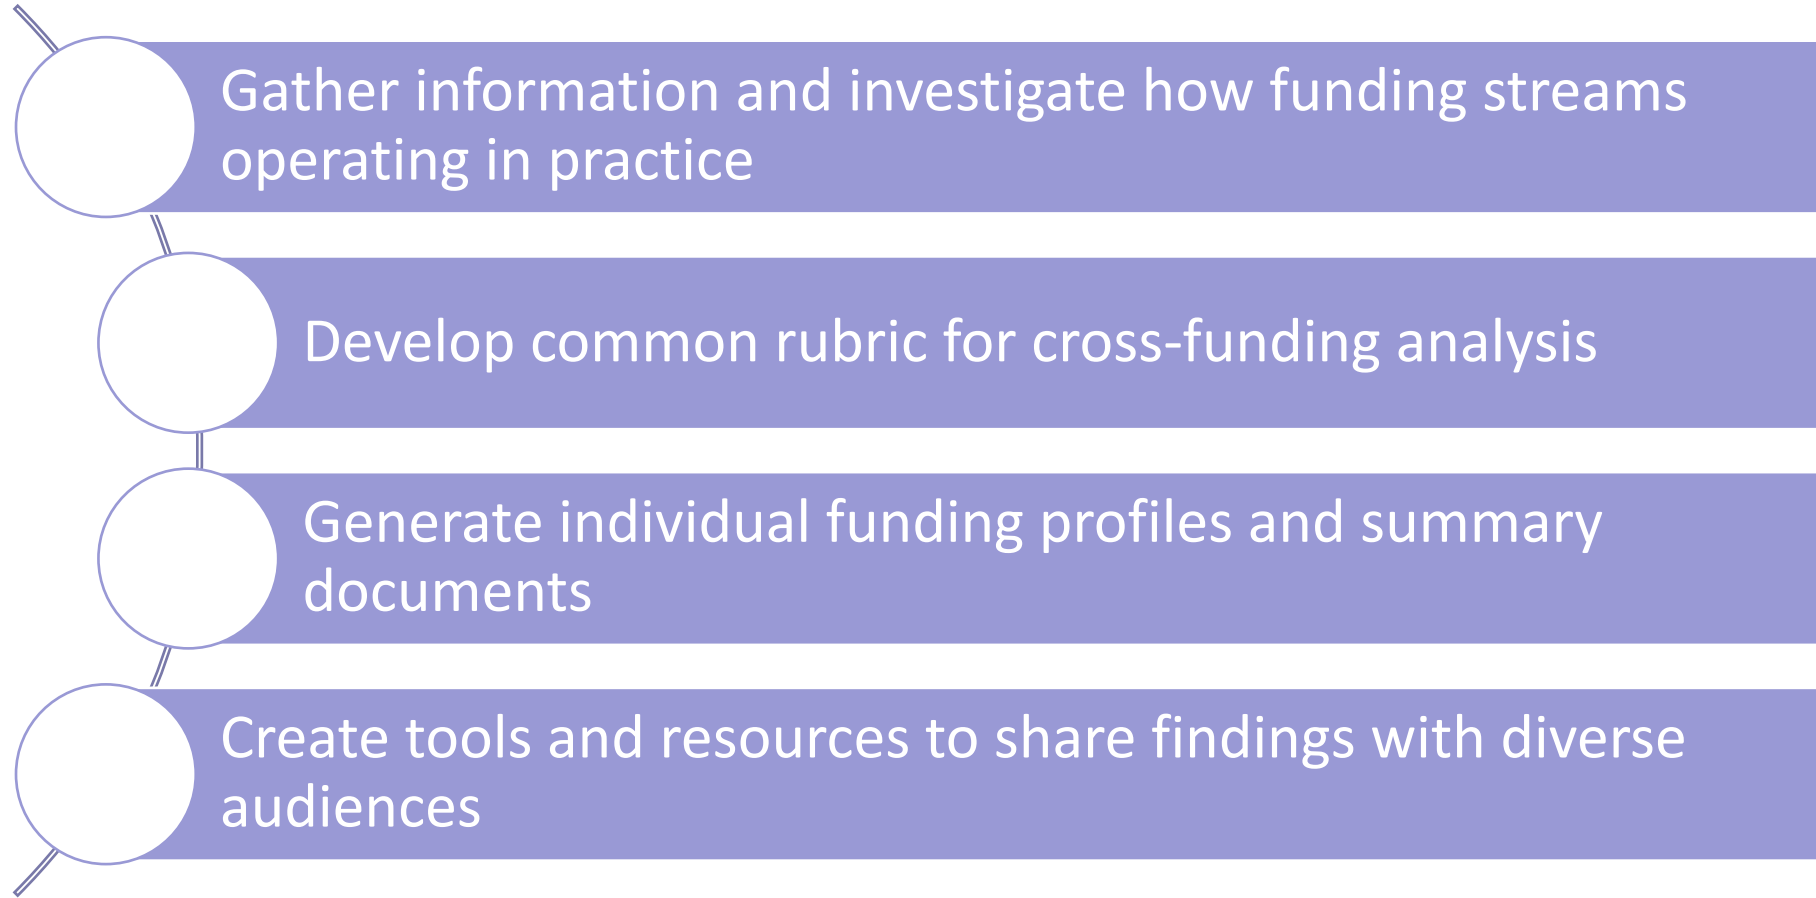 Gather information and investigate how funding streams
operating in practice
Develop common rubric for cross-funding analysis
Generate individual funding profiles and summary
documents
Create tools and resources to share findings with diverse
audiences